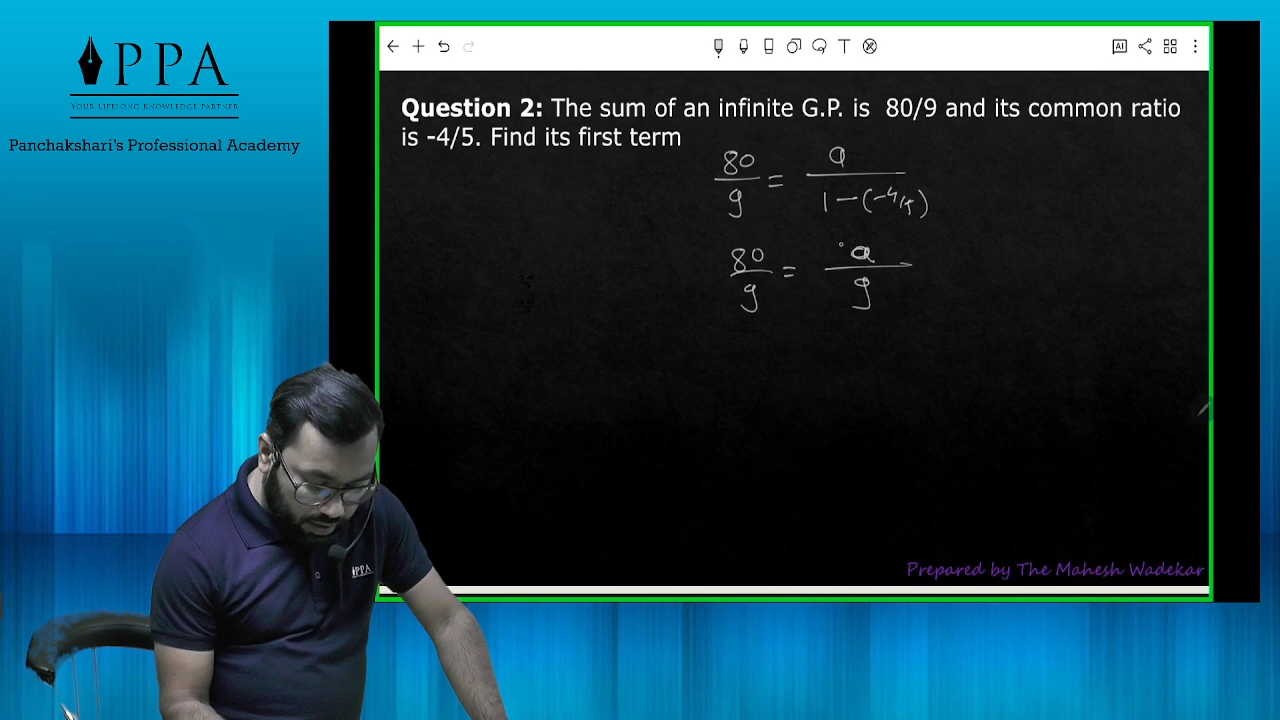 PPA
YOUR LIFELONG KNOWLEDGE PARTNER
Panchakshari's Professional Academy
AI
T
Question 2: The sum of an infinite G.P. is 80/9 and its common ratio
is -4/5. Find its first term
80/9 = a/1-(-4/5)
80/9 = a/9
PPA
Prepared by The Mahesh Wadekar